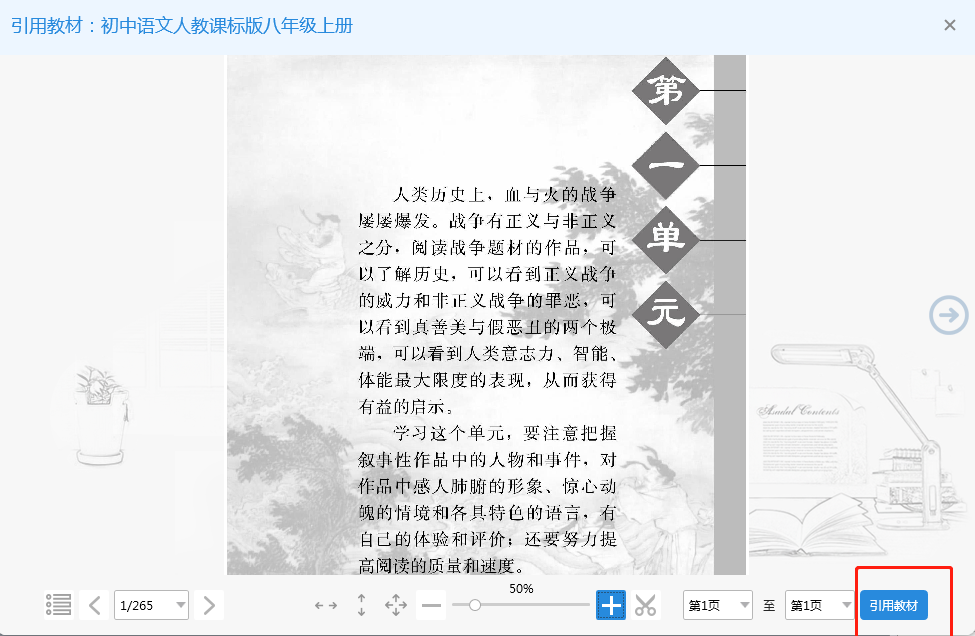 引用教材：初中语文人教课标版八年级上册
第
一
单
元
人类历史上，血与火的战争
屡屡爆发。战争有正义与非正义
之分，阅读战争题材的作品，可
以了解历史，可以看到正义战争
的威力和非正义战争的罪恶，可
以看到真善美与假恶丑的两个极
端，可以看到人类意志力、智能、
体能最大限度的表现，从而获得
有益的启示。
学习这个单元，要注意把握
叙事性作品中的人物和事件，对
作品中感人肺腑的形象、惊心动
魄的情境和各具特色的语言，有
自己的体验和评价；还要努力提
高阅读的质量和速度。
1/265
50%
第1页 至 第1页
引用教材